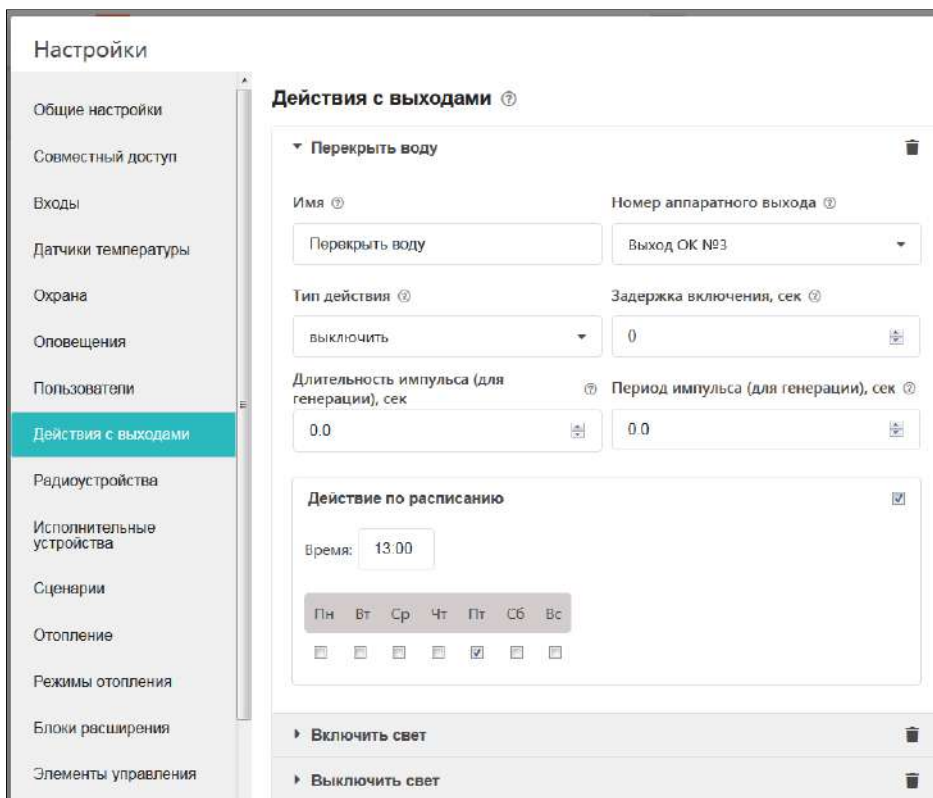 Настройки
Общие настройки
Совместный доступ
Входы
Датчики температуры
Охрана
Оповещения
Пользователи
Действия с выходами
Радиоустройства
Исполнительные
устройства
Сценарии
Отопление
Режимы отопления
Блоки расширения
Элементы управления
Действия с выходами
Перекрыть воду
Имя
Номер аппаратного выхода
Перекрыть воду
Выход ОК №3
Тип действия
Задержка включения, сек
выключить
0
Длительность импульса (для
генерации), сек
Период импульса (для генерации), сек
0.0
0.0
Действие по расписанию
Время: 13:00
Пн Вт Ср Чт Пт Сб Вс
Включить свет
Выключить свет